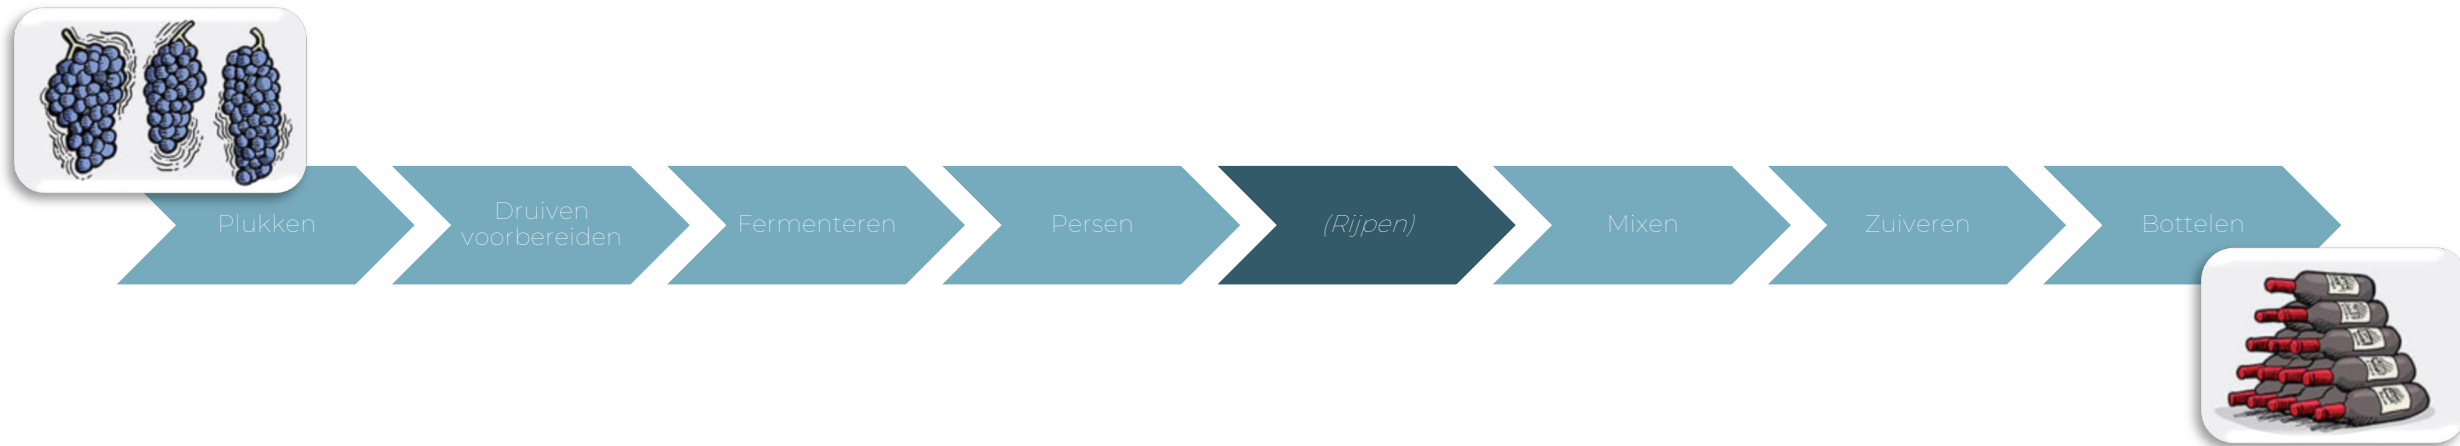 Plukken
Druiven
voorbereiden
Fermenteren
Persen
(Rijpen)
Mixen
Zuiveren
Bottelen